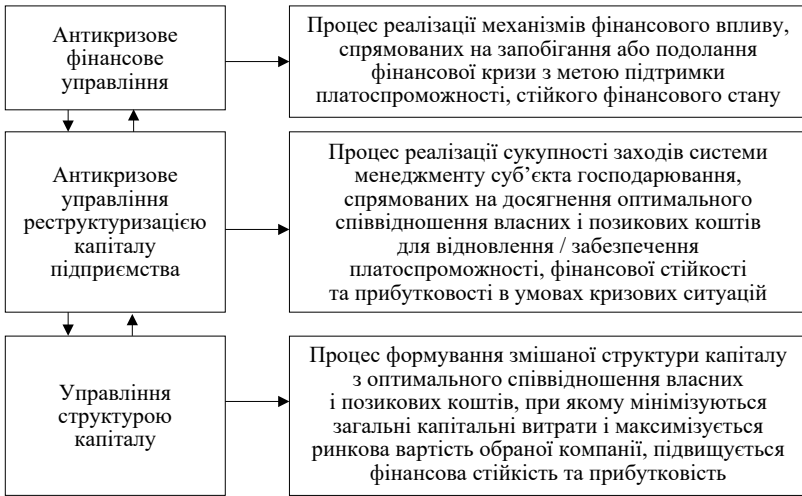 Антикризове
фінансове
управління
Процес реалізації механізмів фінансового впливу,
спрямованих на запобігання або подолання
фінансової кризи з метою підтримки
платоспроможності, стійкого фінансового стану
Антикризове
управління
реструктуризацією
капіталу
підприємства
Процес реалізації сукупності заходів системи
менеджменту суб’єкта господарювання,
спрямованих на досягнення оптимального
співвідношення власних і позикових коштів
для відновлення / забезпечення
платоспроможності, фінансової стійкості
та прибутковості в умовах кризових ситуацій
Управління
структурою
капіталу
Процес формування змішаної структури капіталу
з оптимального співвідношення власних
і позикових коштів, при якому мінімізуються
загальні капітальні витрати і максимізується
ринкова вартість обраної компанії, підвищується
фінансова стійкість та прибутковість